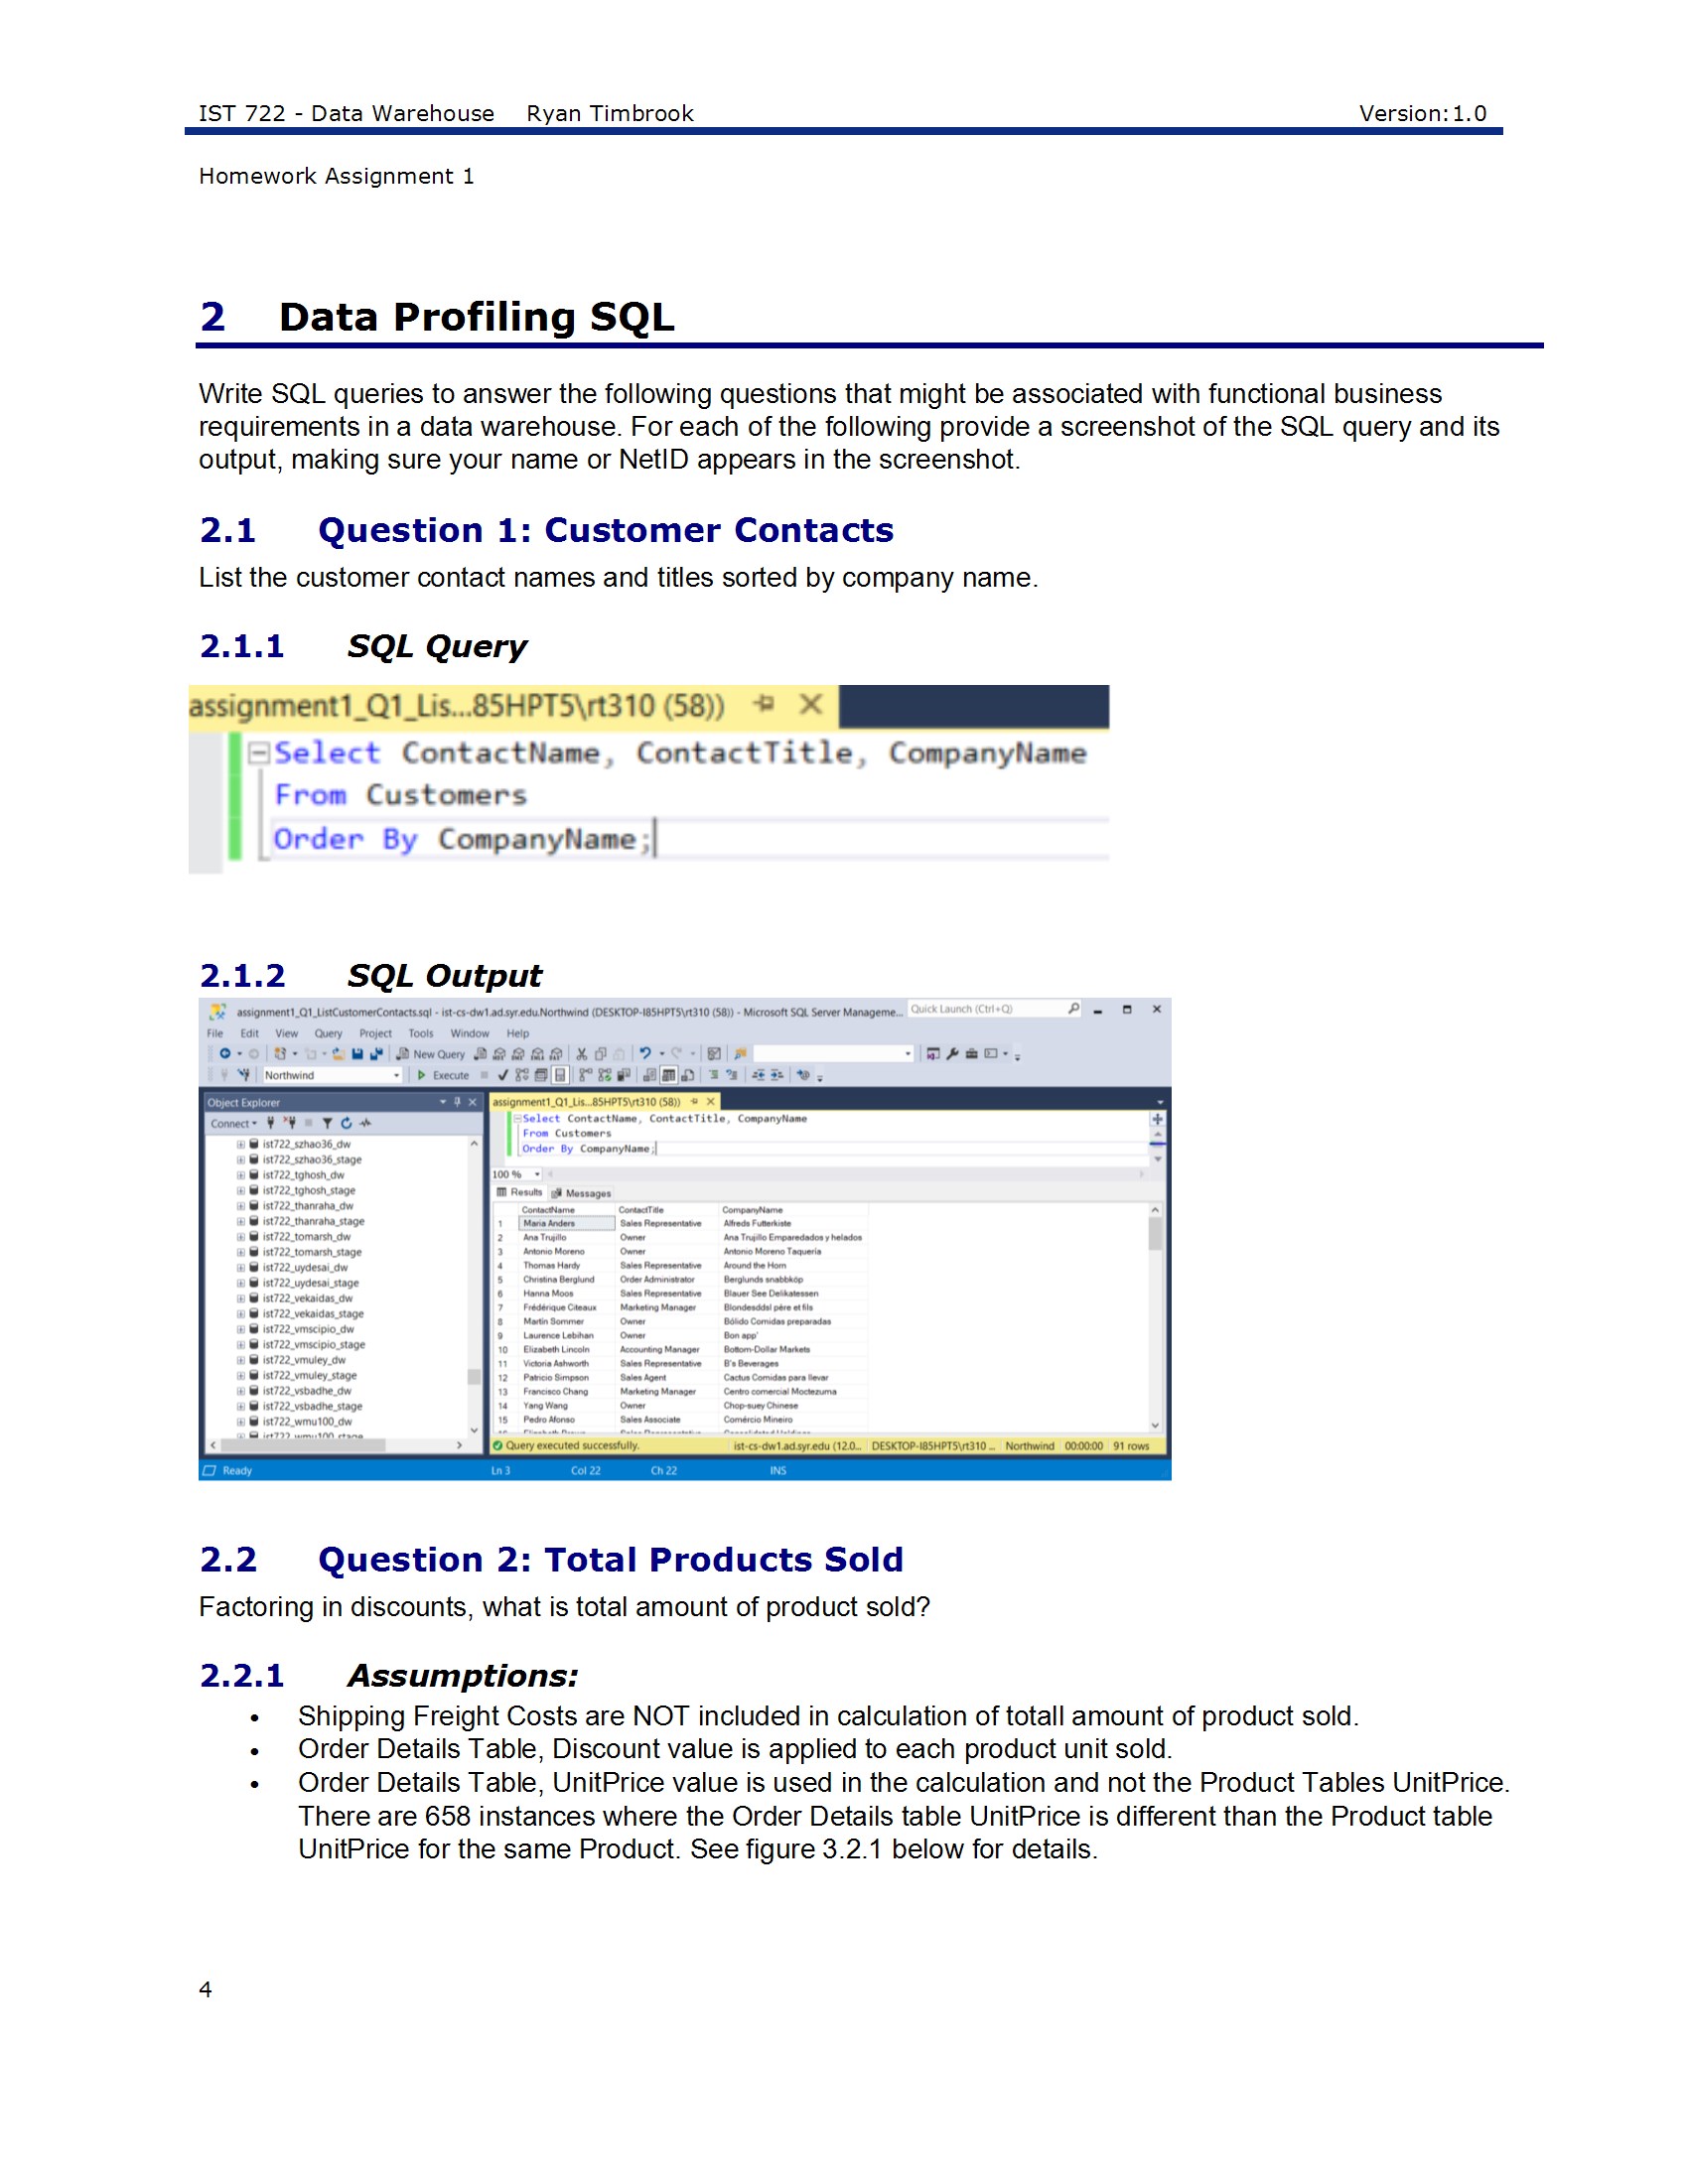 IST 722 - Data Warehouse Ryan Timbrook Version:1.0
Homework Assignment 1
2 Data Profiling SQL
Write SQL queries to answer the following questions that might be associated with functional business
requirements in a data warehouse. For each of the following provide a screenshot of the SQL query and its
output, making sure your name or NetID appears in the screenshot.
2.1 Question 1: Customer Contacts
List the customer contact names and titles sorted by company name.
2.1.1 SQL Query
assignment1_Q1_Lis...85HPT5\rt310 (58))
Select ContactName, ContactTitle, CompanyName
From Customers
Order By CompanyName;
2.1.2 SQL Output
assignment1_Q1_ListCustomerContacts.sql - ist-cs-dw1.ad.syr.edu.Northwind (DESKTOP-I85HPT5\rt310 (58)) - Microsoft SQL Server Manageme... Quick Launch (Ctrl+Q)
File Edit View Query Project Tools Window Help
New Query
Northwind Execute
Object Explorer
Connect
ist722_szhao36_dw
ist722_szhao36_stage
ist722_tghosh_dw
ist722_tghosh_stage
ist722_thanraha_dw
ist722_thanraha_stage
ist722_tomarsh_dw
ist722_tomarsh_stage
ist722_uydesai_dw
ist722_uydesai_stage
ist722_vekaidas_dw
ist722_vekaidas_stage
ist722_vmscipio_dw
ist722_vmscipio_stage
ist722_vmuley_dw
ist722_vmuley_stage
ist722_vsbadhe_dw
ist722_vsbadhe_stage
ist722_wmu100_dw
ist722_wmu100_stage
assignment1_Q1_Lis...85HPT5\rt310 (58))
Select ContactName, ContactTitle, CompanyName
From Customers
Order By CompanyName;
100 %
Results Messages
ContactName ContactTitle CompanyName
1 Maria Anders Sales Representative Alfreds Futterkiste
2 Ana Trujillo Owner Ana Trujillo Emparedados y helados
3 Antonio Moreno Owner Antonio Moreno Taquería
4 Thomas Hardy Sales Representative Around the Horn
5 Christina Berglund Order Administrator Berglunds snabbköp
6 Hanna Moos Sales Representative Blauer See Delikatessen
7 Frédérique Citeaux Marketing Manager Blondesddsl père et fils
8 Martín Sommer Owner Bólido Comidas preparadas
9 Laurence Lebihan Owner Bon app'
10 Elizabeth Lincoln Accounting Manager Bottom-Dollar Markets
11 Victoria Ashworth Sales Representative B's Beverages
12 Patricio Simpson Sales Agent Cactus Comidas para llevar
13 Francisco Chang Marketing Manager Centro comercial Moctezuma
14 Yang Wang Owner Chop-suey Chinese
15 Pedro Afonso Sales Associate Comércio Mineiro
Query executed successfully. ist-cs-dw1.ad.syr.edu (12.0... DESKTOP-I85HPT5\rt310 ... Northwind 00:00:00 91 rows
Ready Ln 3 Col 22 Ch 22 INS
2.2 Question 2: Total Products Sold
Factoring in discounts, what is total amount of product sold?
2.2.1 Assumptions:
• Shipping Freight Costs are NOT included in calculation of totall amount of product sold.
• Order Details Table, Discount value is applied to each product unit sold.
• Order Details Table, UnitPrice value is used in the calculation and not the Product Tables UnitPrice.
There are 658 instances where the Order Details table UnitPrice is different than the Product table
UnitPrice for the same Product. See figure 3.2.1 below for details.
4